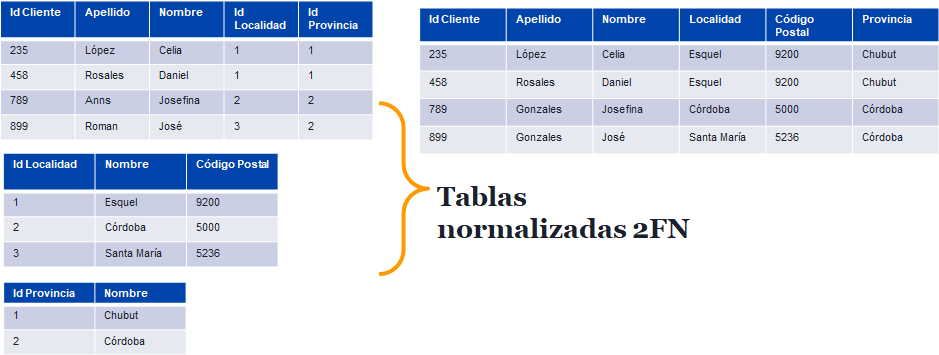 Id Cliente Apellido Nombre Id Localidad Id Provincia
235 López Celia 1 1
458 Rosales Daniel 1 1
789 Anns Josefina 2 2
899 Roman José 3 2
Id Localidad Nombre Código Postal
1 Esquel 9200
2 Córdoba 5000
3 Santa María 5236
Id Provincia Nombre
1 Chubut
2 Córdoba
Id Cliente Apellido Nombre Localidad Código Postal Provincia
235 López Celia Esquel 9200 Chubut
458 Rosales Daniel Esquel 9200 Chubut
789 Gonzales Josefina Córdoba 5000 Córdoba
899 Gonzales José Santa María 5236 Córdoba
Tablas
normalizadas 2FN